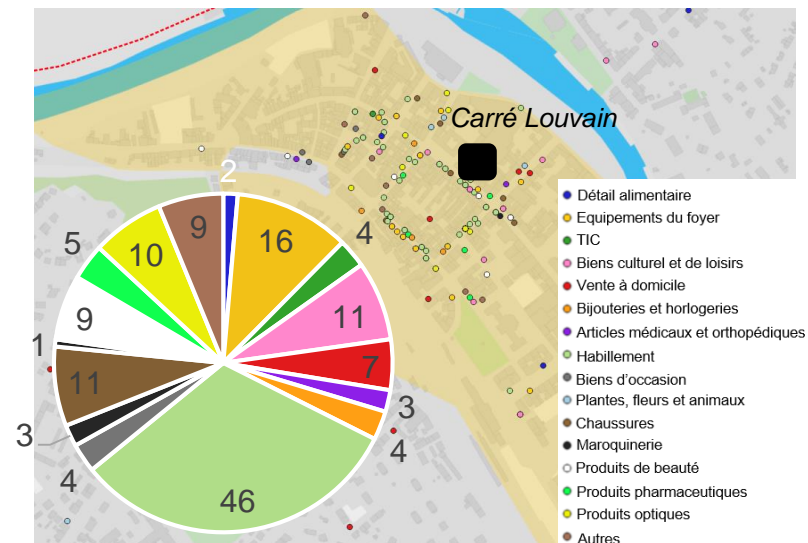 Carré Louvain
2
16
4
11
7
3
4
46
4
3
11
1
9
5
10
9
Détail alimentaire
Equipements du foyer
TIC
Biens culturel et de loisirs
Vente à domicile
Bijouteries et horlogeries
Articles médicaux et orthopédiques
Habillement
Biens d'occasion
Plantes, fleurs et animaux
Chaussures
Maroquinerie
Produits de beauté
Produits pharmaceutiques
Produits optiques
Autres